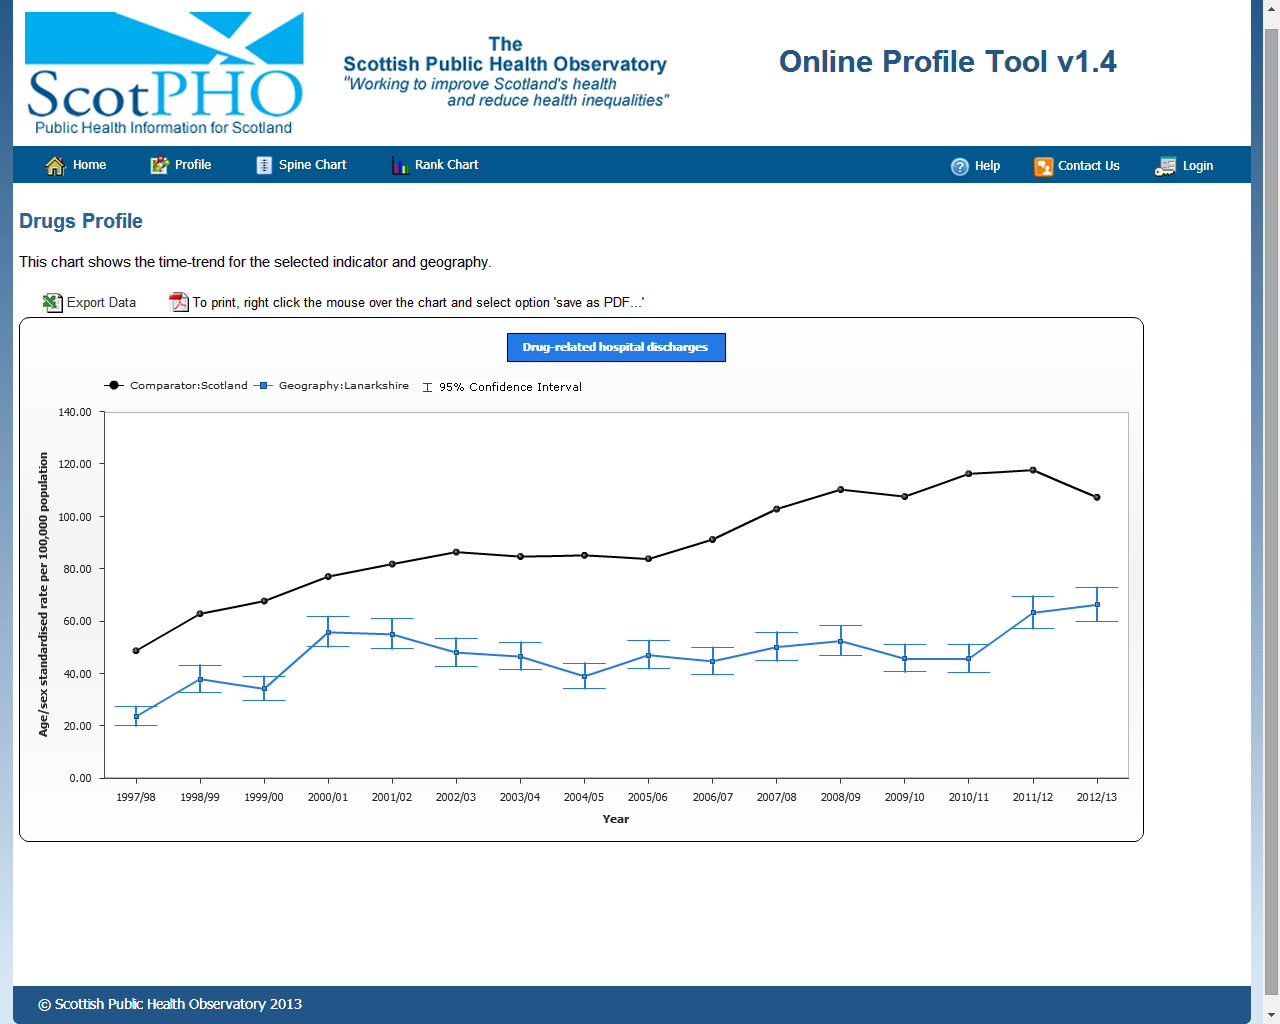 ScotPHO
Public Health Information for Scotland
The
Scottish Public Health Observatory
"Working to improve Scotland's health
and reduce health inequalities"
Online Profile Tool v1.4
Home Profile Spine Chart Rank Chart Help Contact Us Login
Drugs Profile
This chart shows the time-trend for the selected indicator and geography.
Export Data To print, right click the mouse over the chart and select option 'save as PDF...'
Drug-related hospital discharges
Comparator:Scotland Geography:Lanarkshire 95% Confidence Interval
Age/sex standardised rate per 100,000 population
140.00
120.00
100.00
80.00
60.00
40.00
20.00
0.00
1997/98 1998/99 1999/00 2000/01 2001/02 2002/03 2003/04 2004/05 2005/06 2006/07 2007/08 2008/09 2009/10 2010/11 2011/12 2012/13
Year
© Scottish Public Health Observatory 2013